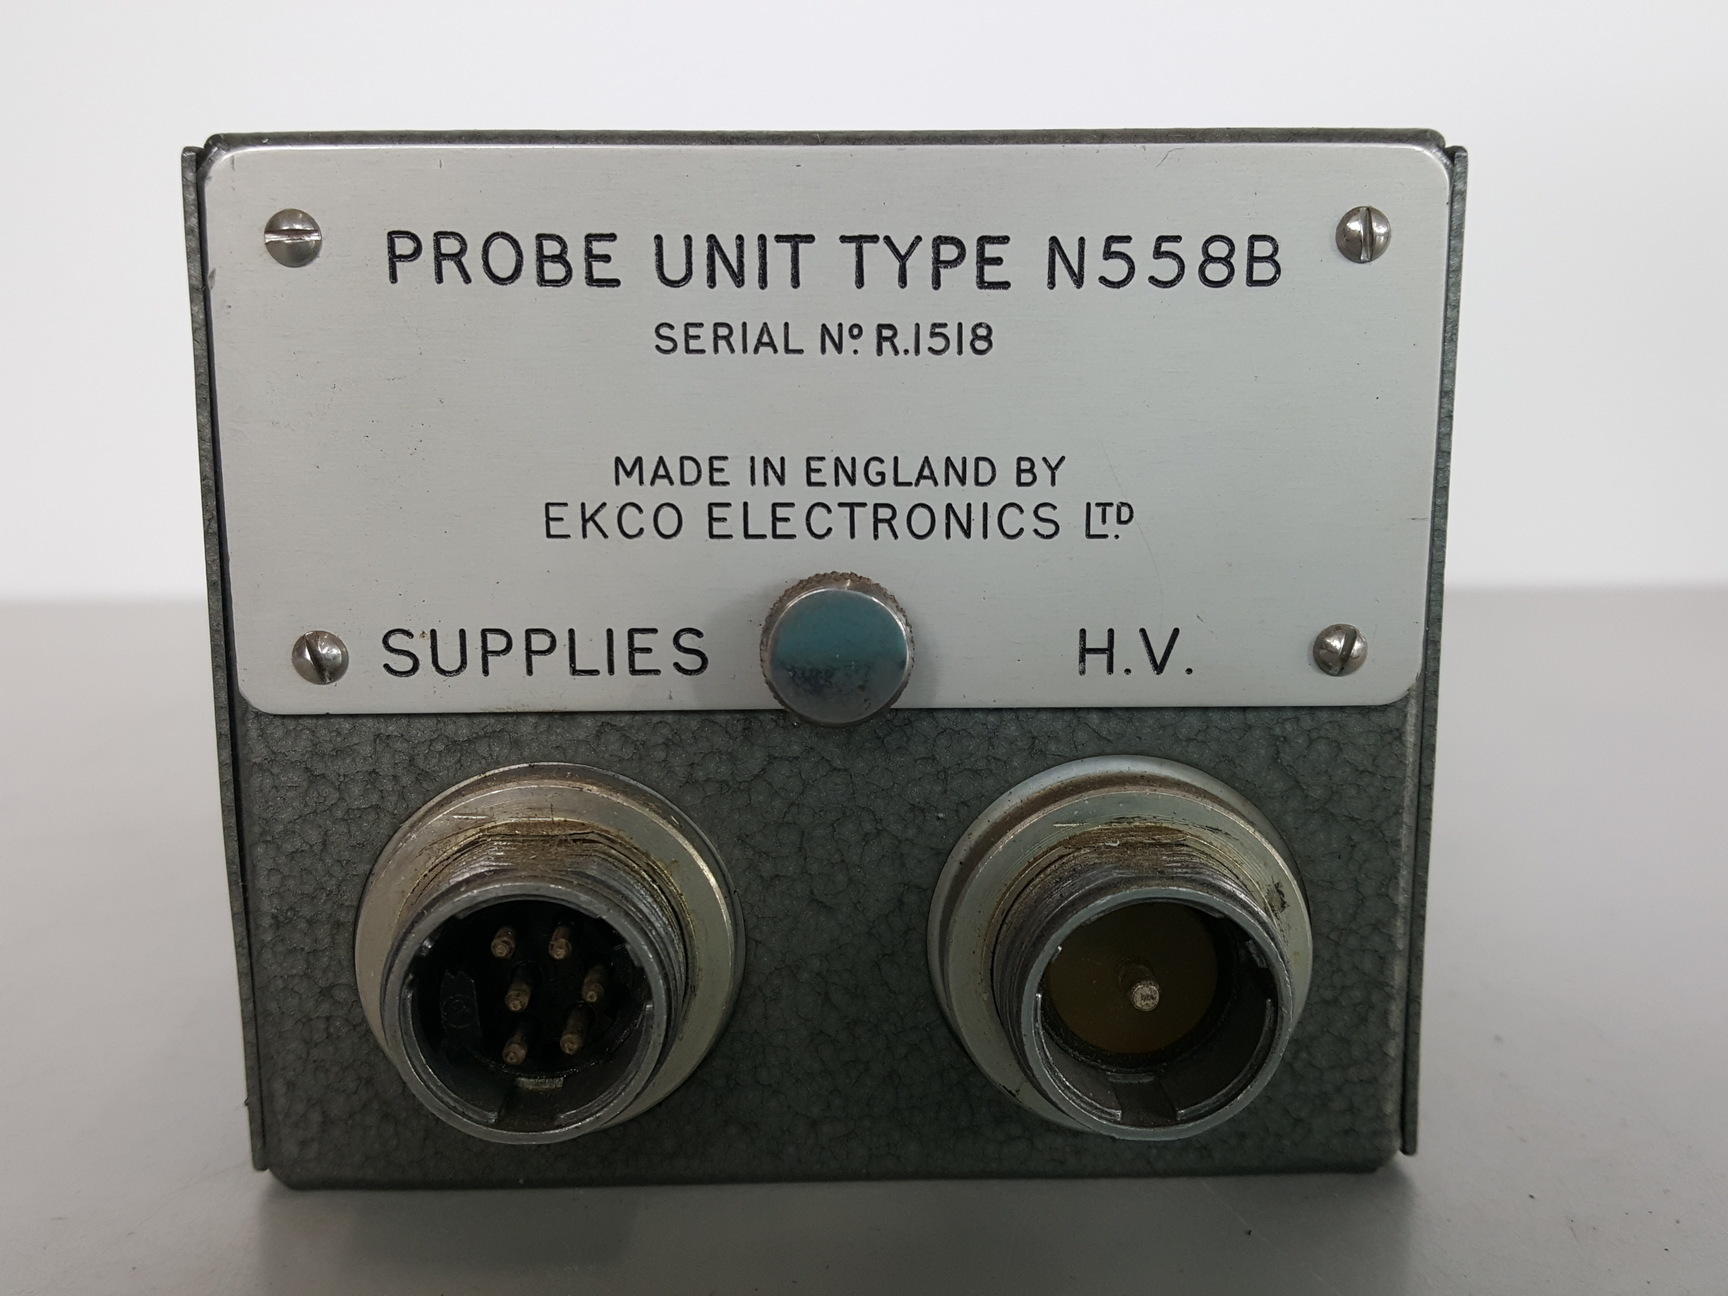 PROBE UNIT TYPE N558B
SERIAL Nº R.1518
MADE IN ENGLAND BY
EKCO ELECTRONICS LTD.
SUPPLIES H.V.